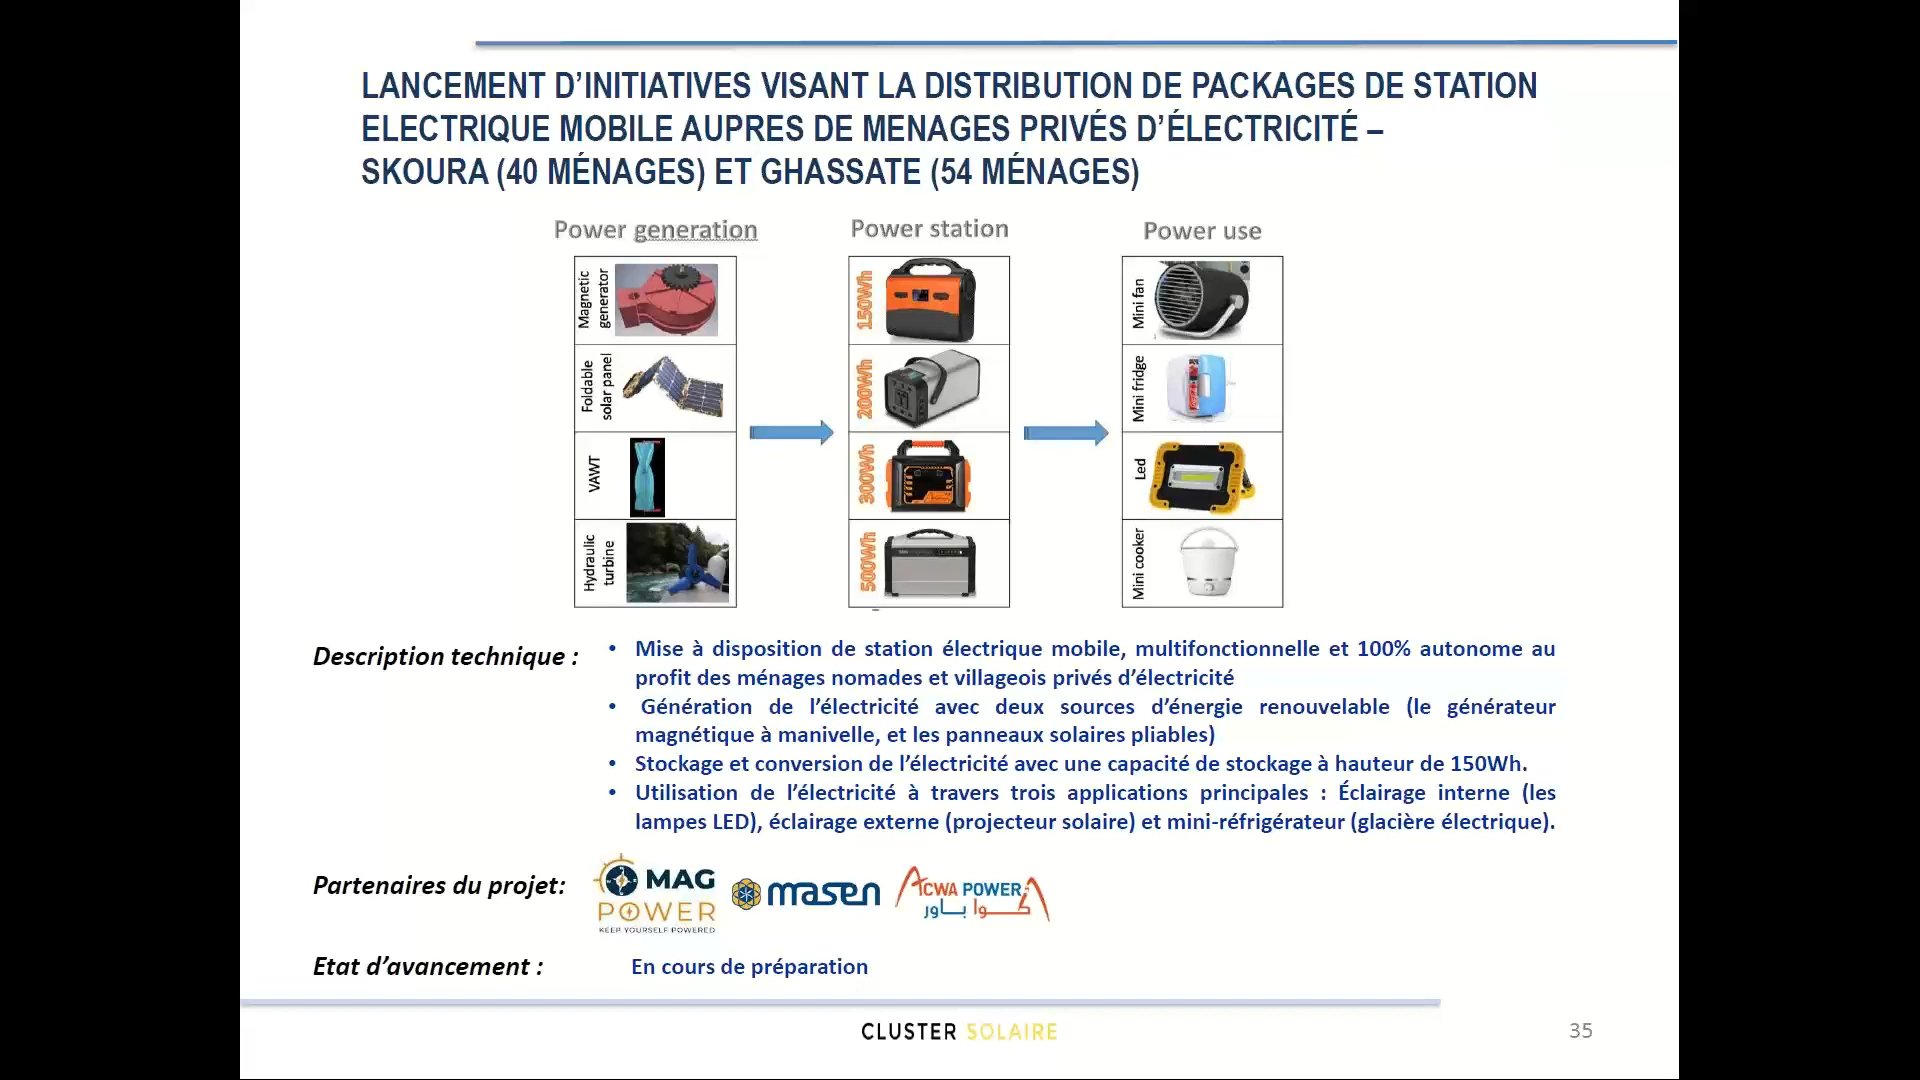 LANCEMENT D'INITIATIVES VISANT LA DISTRIBUTION DE PACKAGES DE STATION
ELECTRIQUE MOBILE AUPRES DE MENAGES PRIVÉS D'ÉLECTRICITÉ –
SKOURA (40 MÉNAGES) ET GHASSATE (54 MÉNAGES)
Power generation
Magnetic
generator
Foldable
solar panel
VAWT
Hydraulic
turbine
Power station
150Wh
200Wh
300Wh
500Wh
Power use
Mini fan
Mini fridge
Led
Mini cooker
Description technique :
• Mise à disposition de station électrique mobile, multifonctionnelle et 100% autonome au
profit des ménages nomades et villageois privés d'électricité
• Génération de l'électricité avec deux sources d'énergie renouvelable (le générateur
magnétique à manivelle, et les panneaux solaires pliables)
• Stockage et conversion de l'électricité avec une capacité de stockage à hauteur de 150Wh.
• Utilisation de l'électricité à travers trois applications principales : Éclairage interne (les
lampes LED), éclairage externe (projecteur solaire) et mini-réfrigérateur (glacière électrique).
Partenaires du projet:
MAG
POWER
KEEP YOURSELF POWERED
masen
ACWA POWER
أكوا باور
Etat d'avancement :
En cours de préparation
CLUSTER SOLAIRE
35